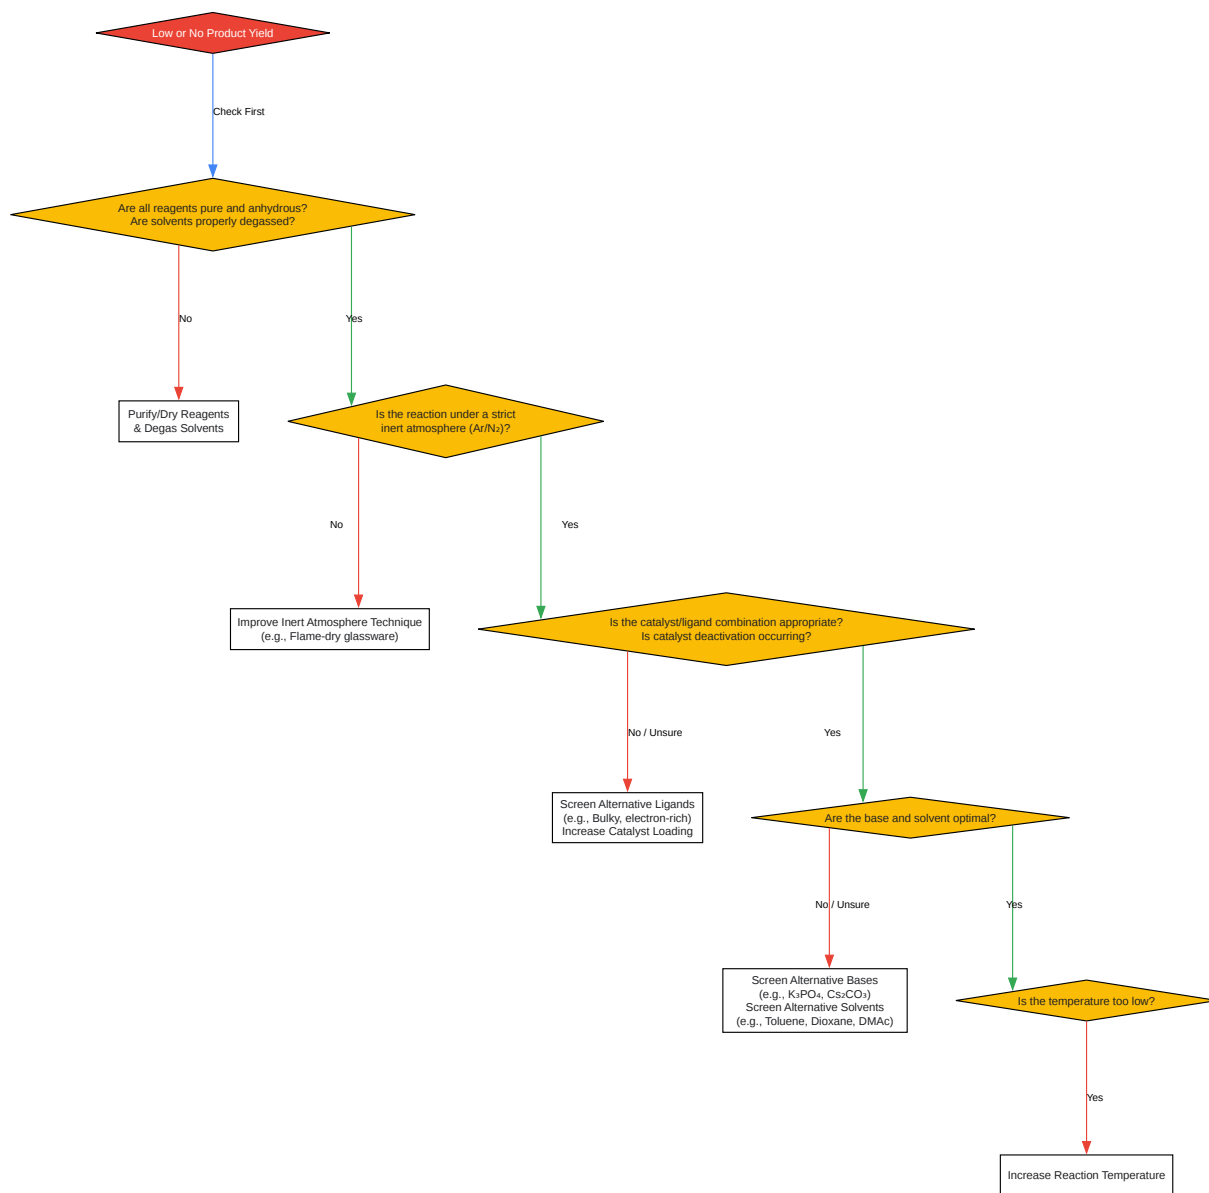 Low or No Product Yield
Check First
Are all reagents pure and anhydrous?
Are solvents properly degassed?
No
Yes
Purify/Dry Reagents
& Degas Solvents
Is the reaction under a strict
inert atmosphere (Ar/N₂)?
No
Yes
Improve Inert Atmosphere Technique
(e.g., Flame-dry glassware)
Is the catalyst/ligand combination appropriate?
Is catalyst deactivation occurring?
No / Unsure
Yes
Screen Alternative Ligands
(e.g., Bulky, electron-rich)
Increase Catalyst Loading
Are the base and solvent optimal?
No / Unsure
Yes
Screen Alternative Bases
(e.g., K₃PO₄, Cs₂CO₃)
Screen Alternative Solvents
(e.g., Toluene, Dioxane, DMAc)
Is the temperature too low?
Yes
Increase Reaction Temperature